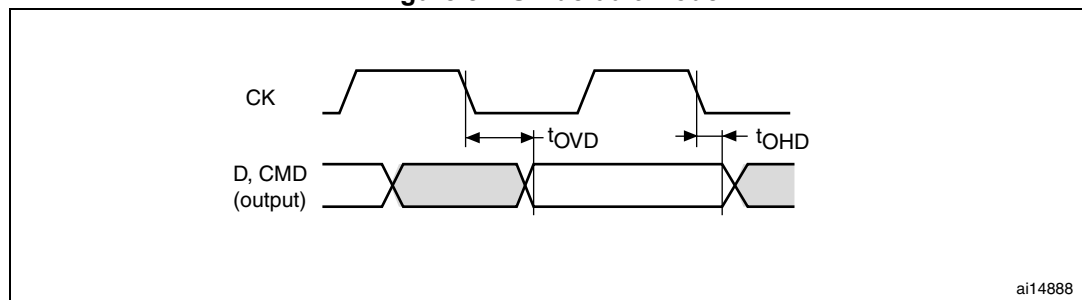 CK
tOVD
tOHD
D, CMD
(output)
ai14888